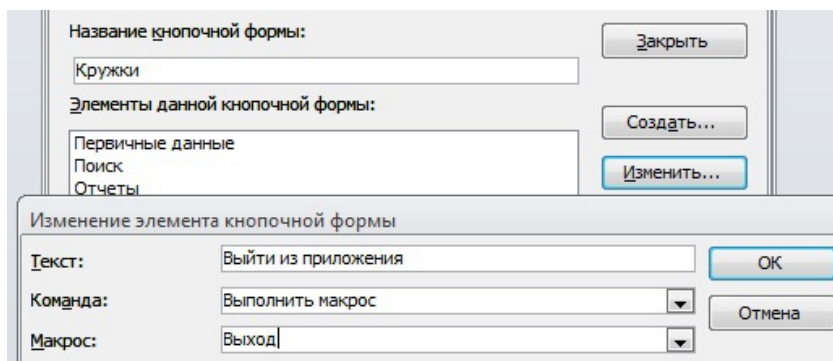 Название кнопочной формы:
Закрыть
Кружки
Элементы данной кнопочной формы:
Создать...
Первичные данные
Поиск
Изменить...
Отчеты
Изменение элемента кнопочной формы
Текст: Выйти из приложения ОК
Команда: Выполнить макрос Отмена
Макрос: Выход